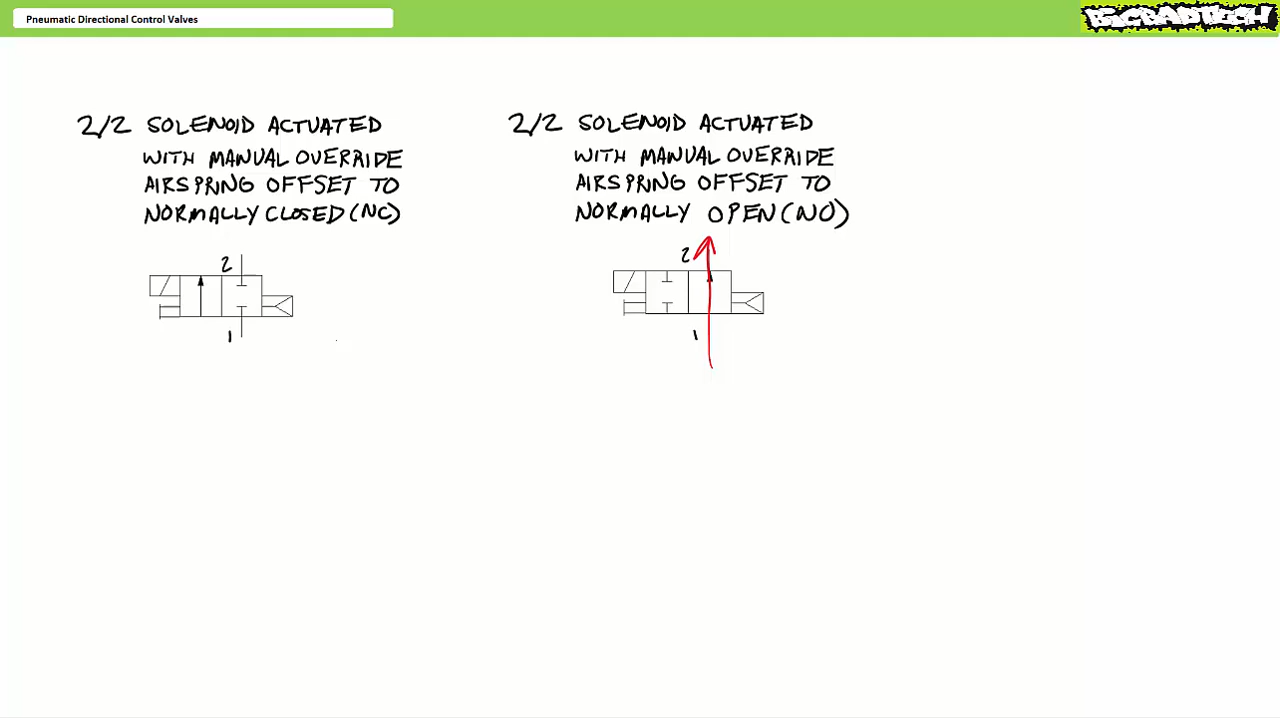 Pneumatic Directional Control Valves
BIGBADTECH
2/2 SOLENOID ACTUATED
WITH MANUAL OVERRIDE
AIRSPRING OFFSET TO
NORMALLY CLOSED (NC)
2
1
2/2 SOLENOID ACTUATED
WITH MANUAL OVERRIDE
AIRSPRING OFFSET TO
NORMALLY OPEN (NO)
2
1